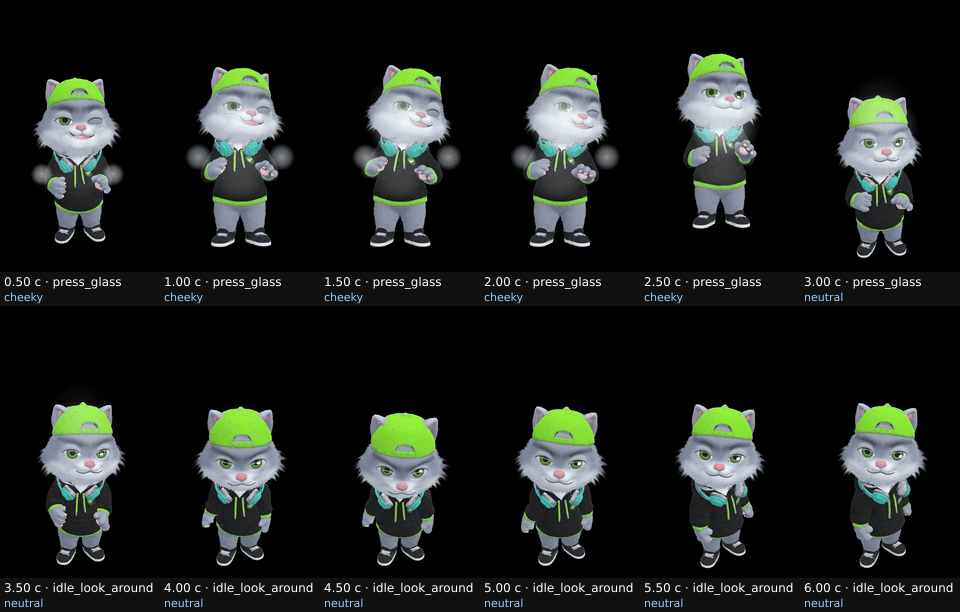 0.50 c · press_glass
cheeky
1.00 c · press_glass
cheeky
1.50 c · press_glass
cheeky
2.00 c · press_glass
cheeky
2.50 c · press_glass
cheeky
3.00 c · press_glass
neutral
3.50 c · idle_look_around
neutral
4.00 c · idle_look_around
neutral
4.50 c · idle_look_around
neutral
5.00 c · idle_look_around
neutral
5.50 c · idle_look_around
neutral
6.00 c · idle_look_around
neutral